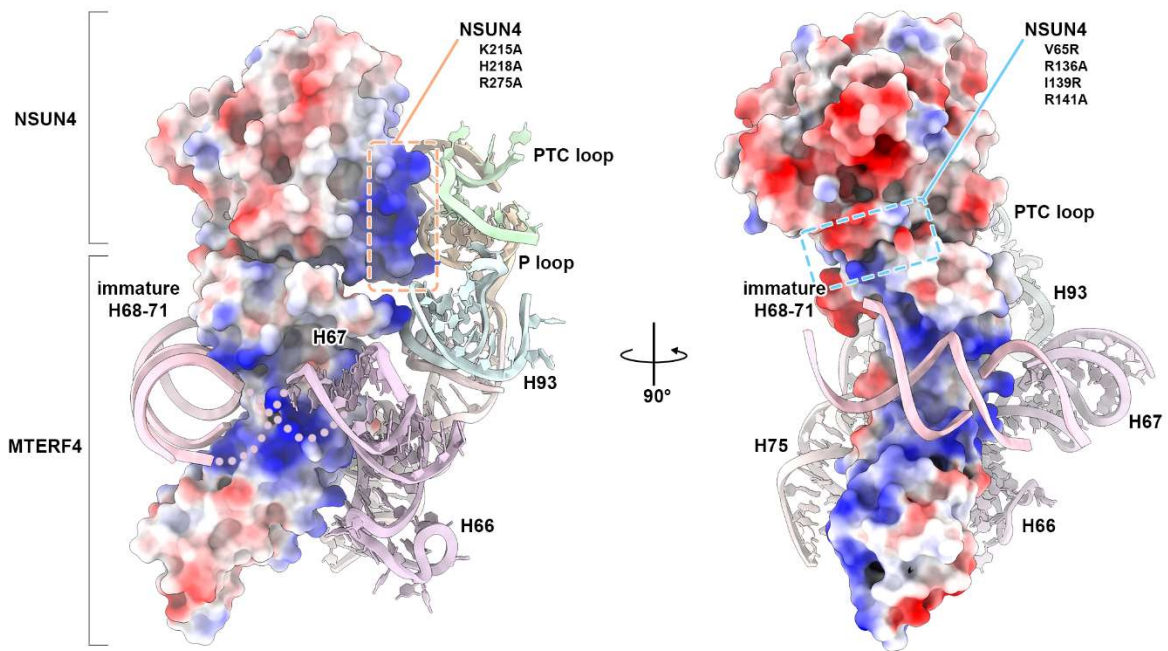 NSUN4
K215A
H218A
R275A
NSUN4
PTC loop
P loop
immature
H68-71
H67
H93
MTERF4
H66
90°
NSUN4
V65R
R136A
I139R
R141A
PTC loop
immature
H68-71
H93
H67
H75
H66